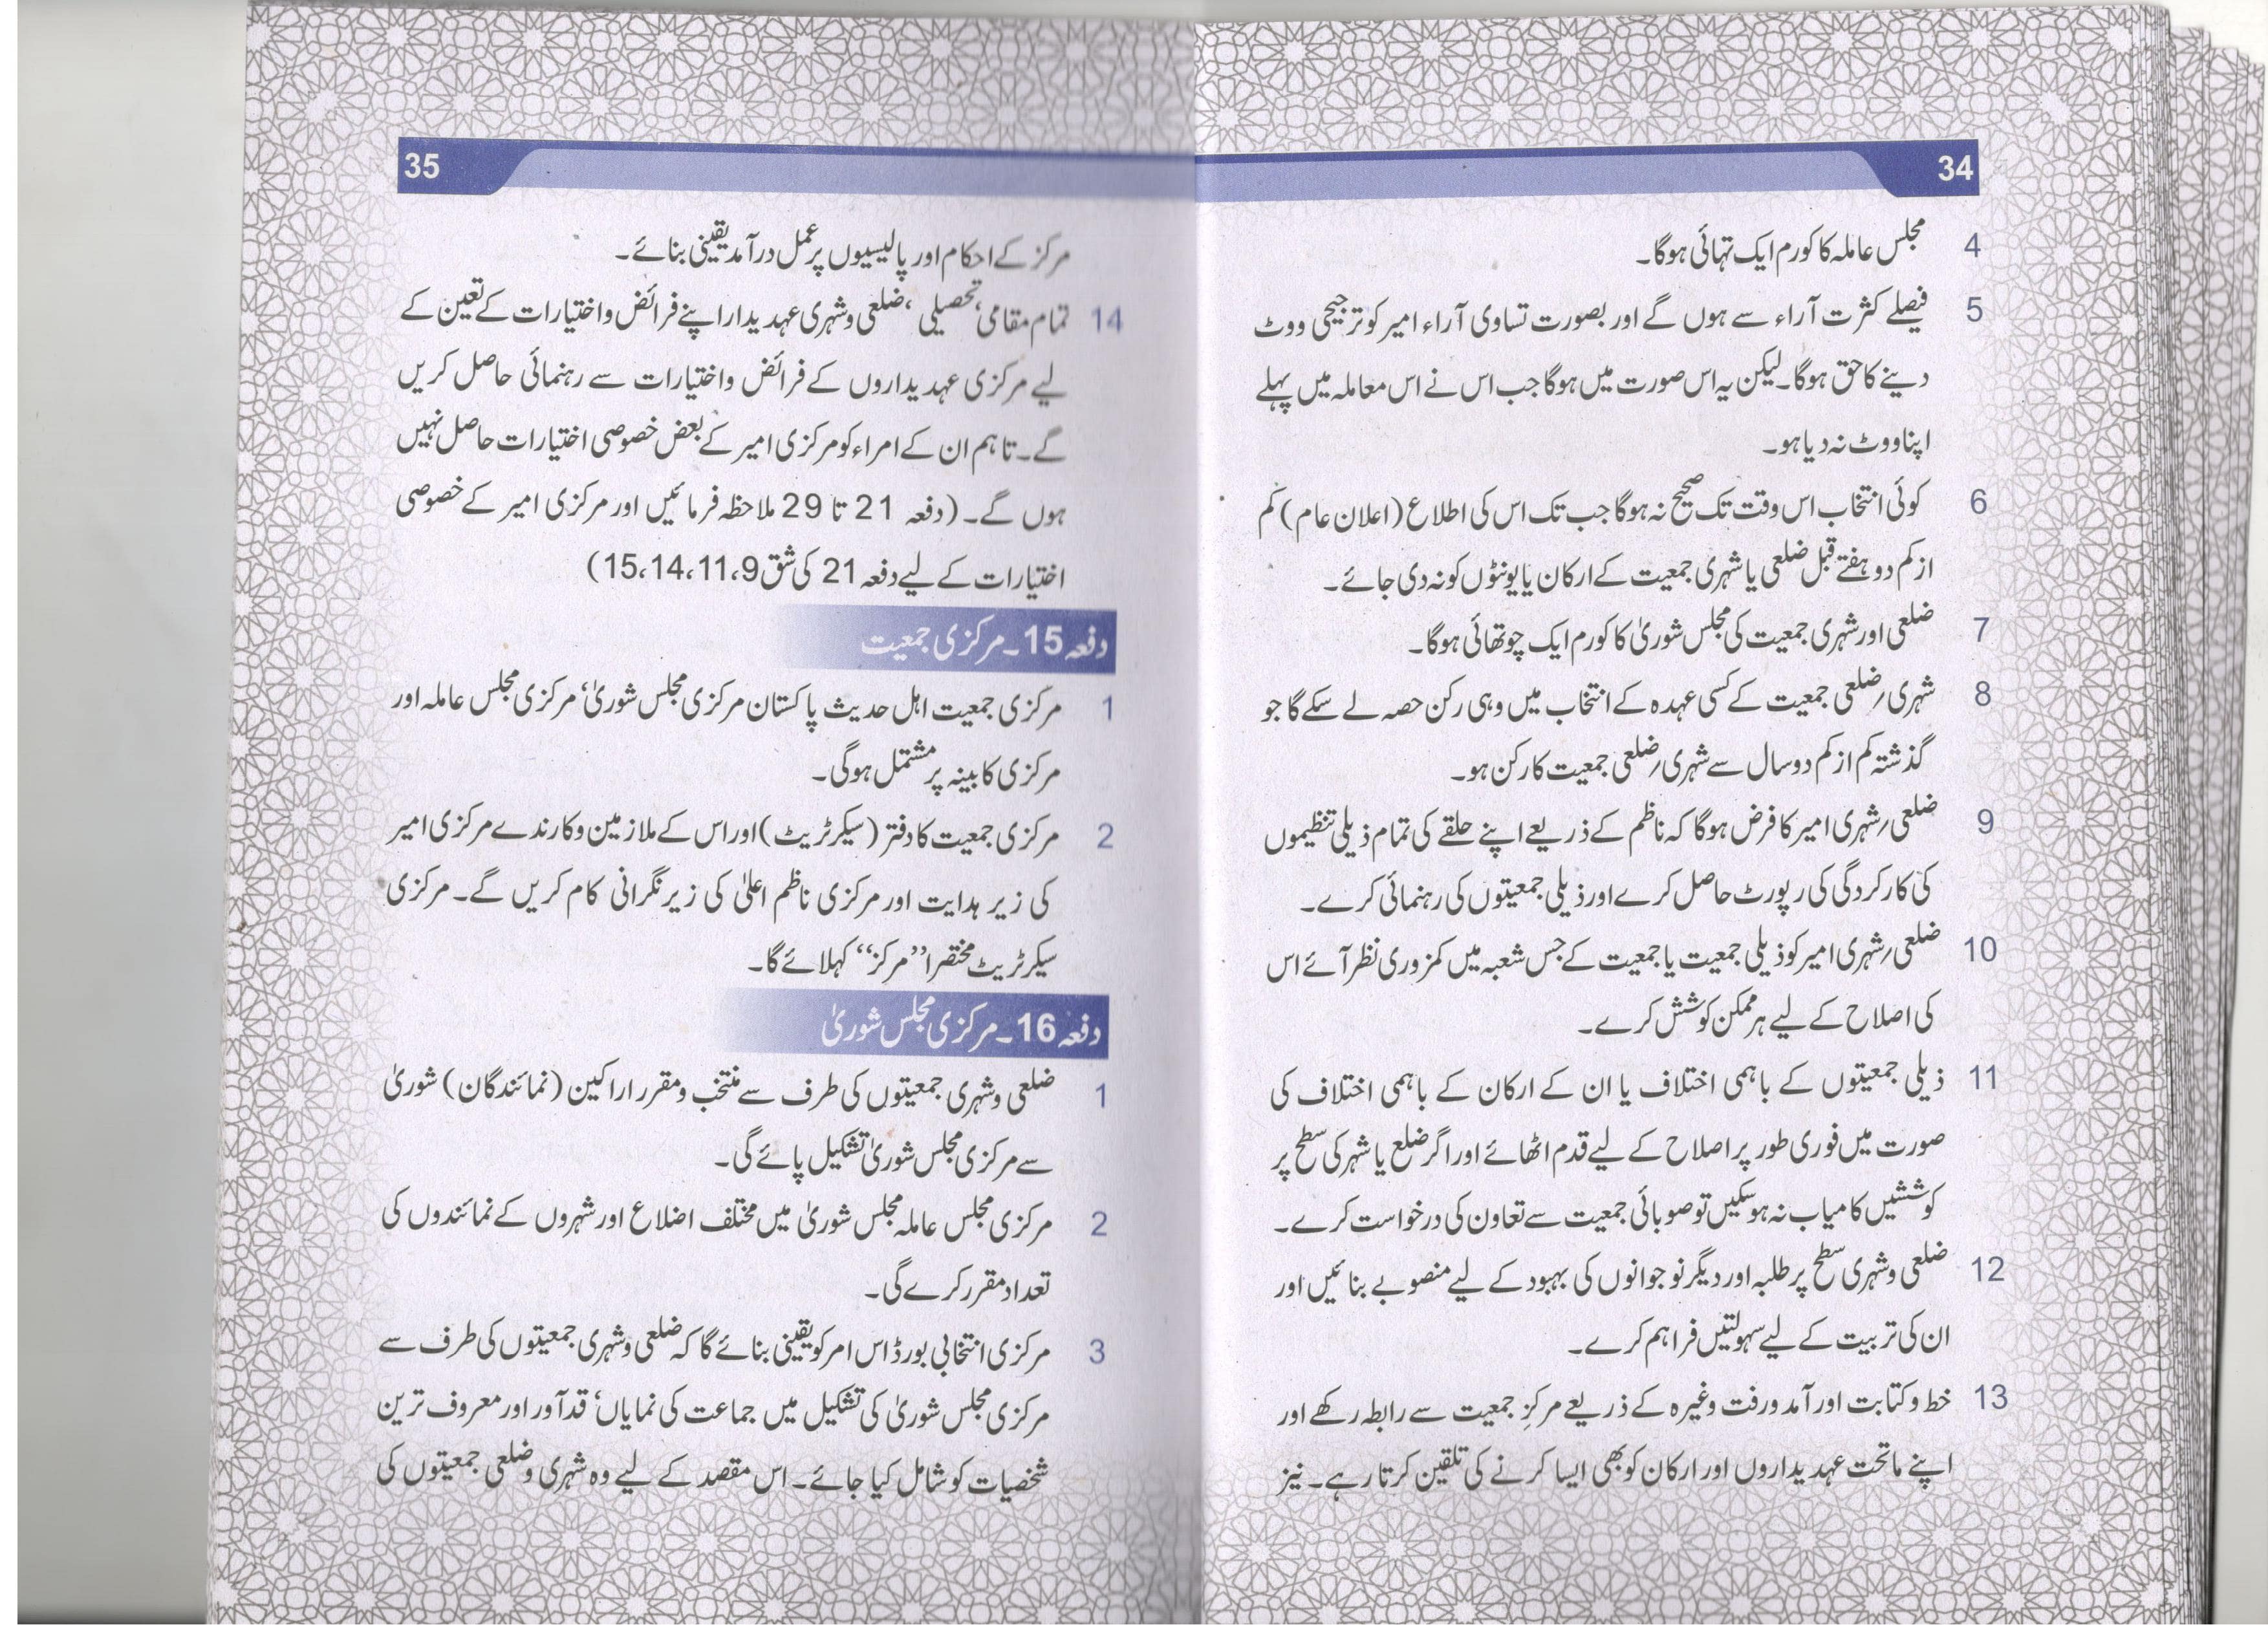 34
4 مجلس عاملہ کا کورم ایک تہائی ہوگا۔
5 فیصلے کثرت آراء سے ہوں گے اور بصورت تساوی آراء امیر کو ترجیحی ووٹ
دینے کا حق ہوگا۔ لیکن یہ اس صورت میں ہوگا جب اس نے اس معاملہ میں پہلے
اپنا ووٹ نہ دیا ہو۔
6 کوئی انتخاب اس وقت تک صحیح نہ ہوگا جب تک اس کی اطلاع (اعلان عام) کم
از کم دو ہفتے قبل ضلعی یا شہری جمعیت کے ارکان یا یونٹوں کو نہ دی جائے۔
7 ضلعی اور شہری جمعیت کی مجلس شوریٰ کا کورم ایک چوتھائی ہوگا۔
8 شہری/ضلعی جمعیت کے کسی عہدہ کے انتخاب میں وہی رکن حصہ لے سکے گا جو
گذشتہ کم از کم دو سال سے شہری/ضلعی جمعیت کا رکن ہو۔
9 ضلعی/شہری امیر کا فرض ہوگا کہ ناظم کے ذریعے اپنے حلقے کی تمام ذیلی تنظیموں
کی کارکردگی کی رپورٹ حاصل کرے اور ذیلی جمعیتوں کی رہنمائی کرے۔
10 ضلعی/شہری امیر کو ذیلی جمعیت یا جمعیت کے جس شعبہ میں کمزوری نظر آئے اس
کی اصلاح کے لیے ہر ممکن کوشش کرے۔
11 ذیلی جمعیتوں کے باہمی اختلاف یا ان کے ارکان کے باہمی اختلاف کی
صورت میں فوری طور پر اصلاح کے لیے قدم اٹھائے اور اگر ضلع یا شہر کی سطح پر
کوششیں کامیاب نہ ہو سکیں تو صوبائی جمعیت سے تعاون کی درخواست کرے۔
12 ضلعی و شہری سطح پر طلبہ اور دیگر نوجوانوں کی بہبود کے لیے منصوبے بنائیں اور
ان کی تربیت کے لیے سہولتیں فراہم کرے۔
13 خط و کتابت اور آمد و رفت وغیرہ کے ذریعے مرکزِ جمعیت سے رابطہ رکھے اور
اپنے ماتحت عہدیداروں اور ارکان کو بھی ایسا کرنے کی تلقین کرتا رہے۔ نیز
35
مرکز کے احکام اور پالیسیوں پر عمل درآمد یقینی بنائے۔
14 تمام مقامی، تحصیلی، ضلعی و شہری عہدیدار اپنے فرائض و اختیارات کے تعین کے
لیے مرکزی عہدیداروں کے فرائض و اختیارات سے رہنمائی حاصل کریں
گے۔ تاہم ان کے امراء کو مرکزی امیر کے بعض خصوصی اختیارات حاصل نہیں
ہوں گے۔ (دفعہ 21 تا 29 ملاحظہ فرمائیں اور مرکزی امیر کے خصوصی
اختیارات کے لیے دفعہ 21 کی شق 9،11،14،15)
دفعہ 15۔ مرکزی جمعیت
1 مرکزی جمعیت اہل حدیث پاکستان مرکزی مجلس شوریٰ، مرکزی مجلس عاملہ اور
مرکزی کابینہ پر مشتمل ہوگی۔
2 مرکزی جمعیت کا دفتر (سیکرٹریٹ) اور اس کے ملازمین و کارندے مرکزی امیر
کی زیر ہدایت اور مرکزی ناظم اعلیٰ کی زیر نگرانی کام کریں گے۔ مرکزی
سیکرٹریٹ مختصراً ”مرکز“ کہلائے گا۔
دفعہ 16۔ مرکزی مجلس شوریٰ
1 ضلعی و شہری جمعیتوں کی طرف سے منتخب و مقرر اراکین (نمائندگان) شوریٰ
سے مرکزی مجلس شوریٰ تشکیل پائے گی۔
2 مرکزی مجلس عاملہ مجلس شوریٰ میں مختلف اضلاع اور شہروں کے نمائندوں کی
تعداد مقرر کرے گی۔
3 مرکزی انتخابی بورڈ اس امر کو یقینی بنائے گا کہ ضلعی و شہری جمعیتوں کی طرف سے
مرکزی مجلس شوریٰ کی تشکیل میں جماعت کی نمایاں، قد آور اور معروف ترین
شخصیات کو شامل کیا جائے۔ اس مقصد کے لیے وہ شہری و ضلعی جمعیتوں کی